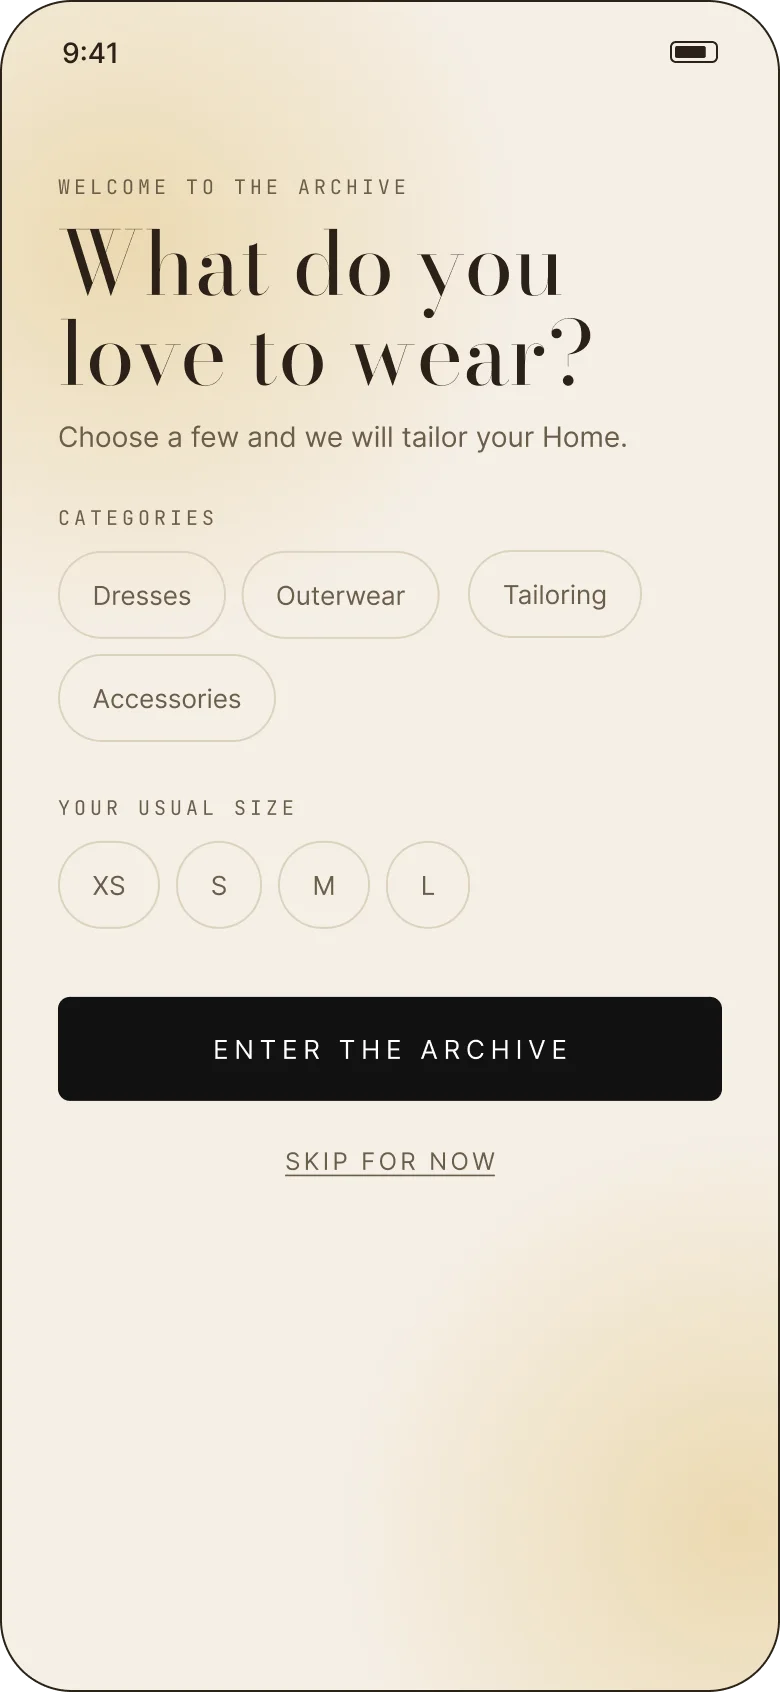 9:41
WELCOME TO THE ARCHIVE
What do you
love to wear?
Choose a few and we will tailor your Home.
CATEGORIES
Dresses Outerwear Tailoring
Accessories
YOUR USUAL SIZE
XS S M L
ENTER THE ARCHIVE
SKIP FOR NOW